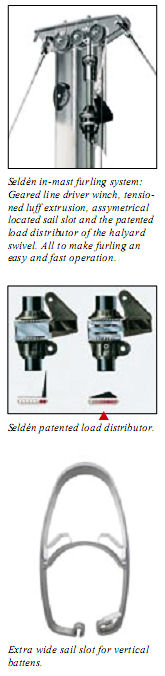 Seldén in-mast furling system:
Geared line driver winch, tensio-
ned luff extrusion, assymetrical
located sail slot and the patented
load distributor of the halyard
swivel. All to make furling an
easy and fast operation.
Seldén patented load distributor.
Extra wide sail slot for vertical
battens.